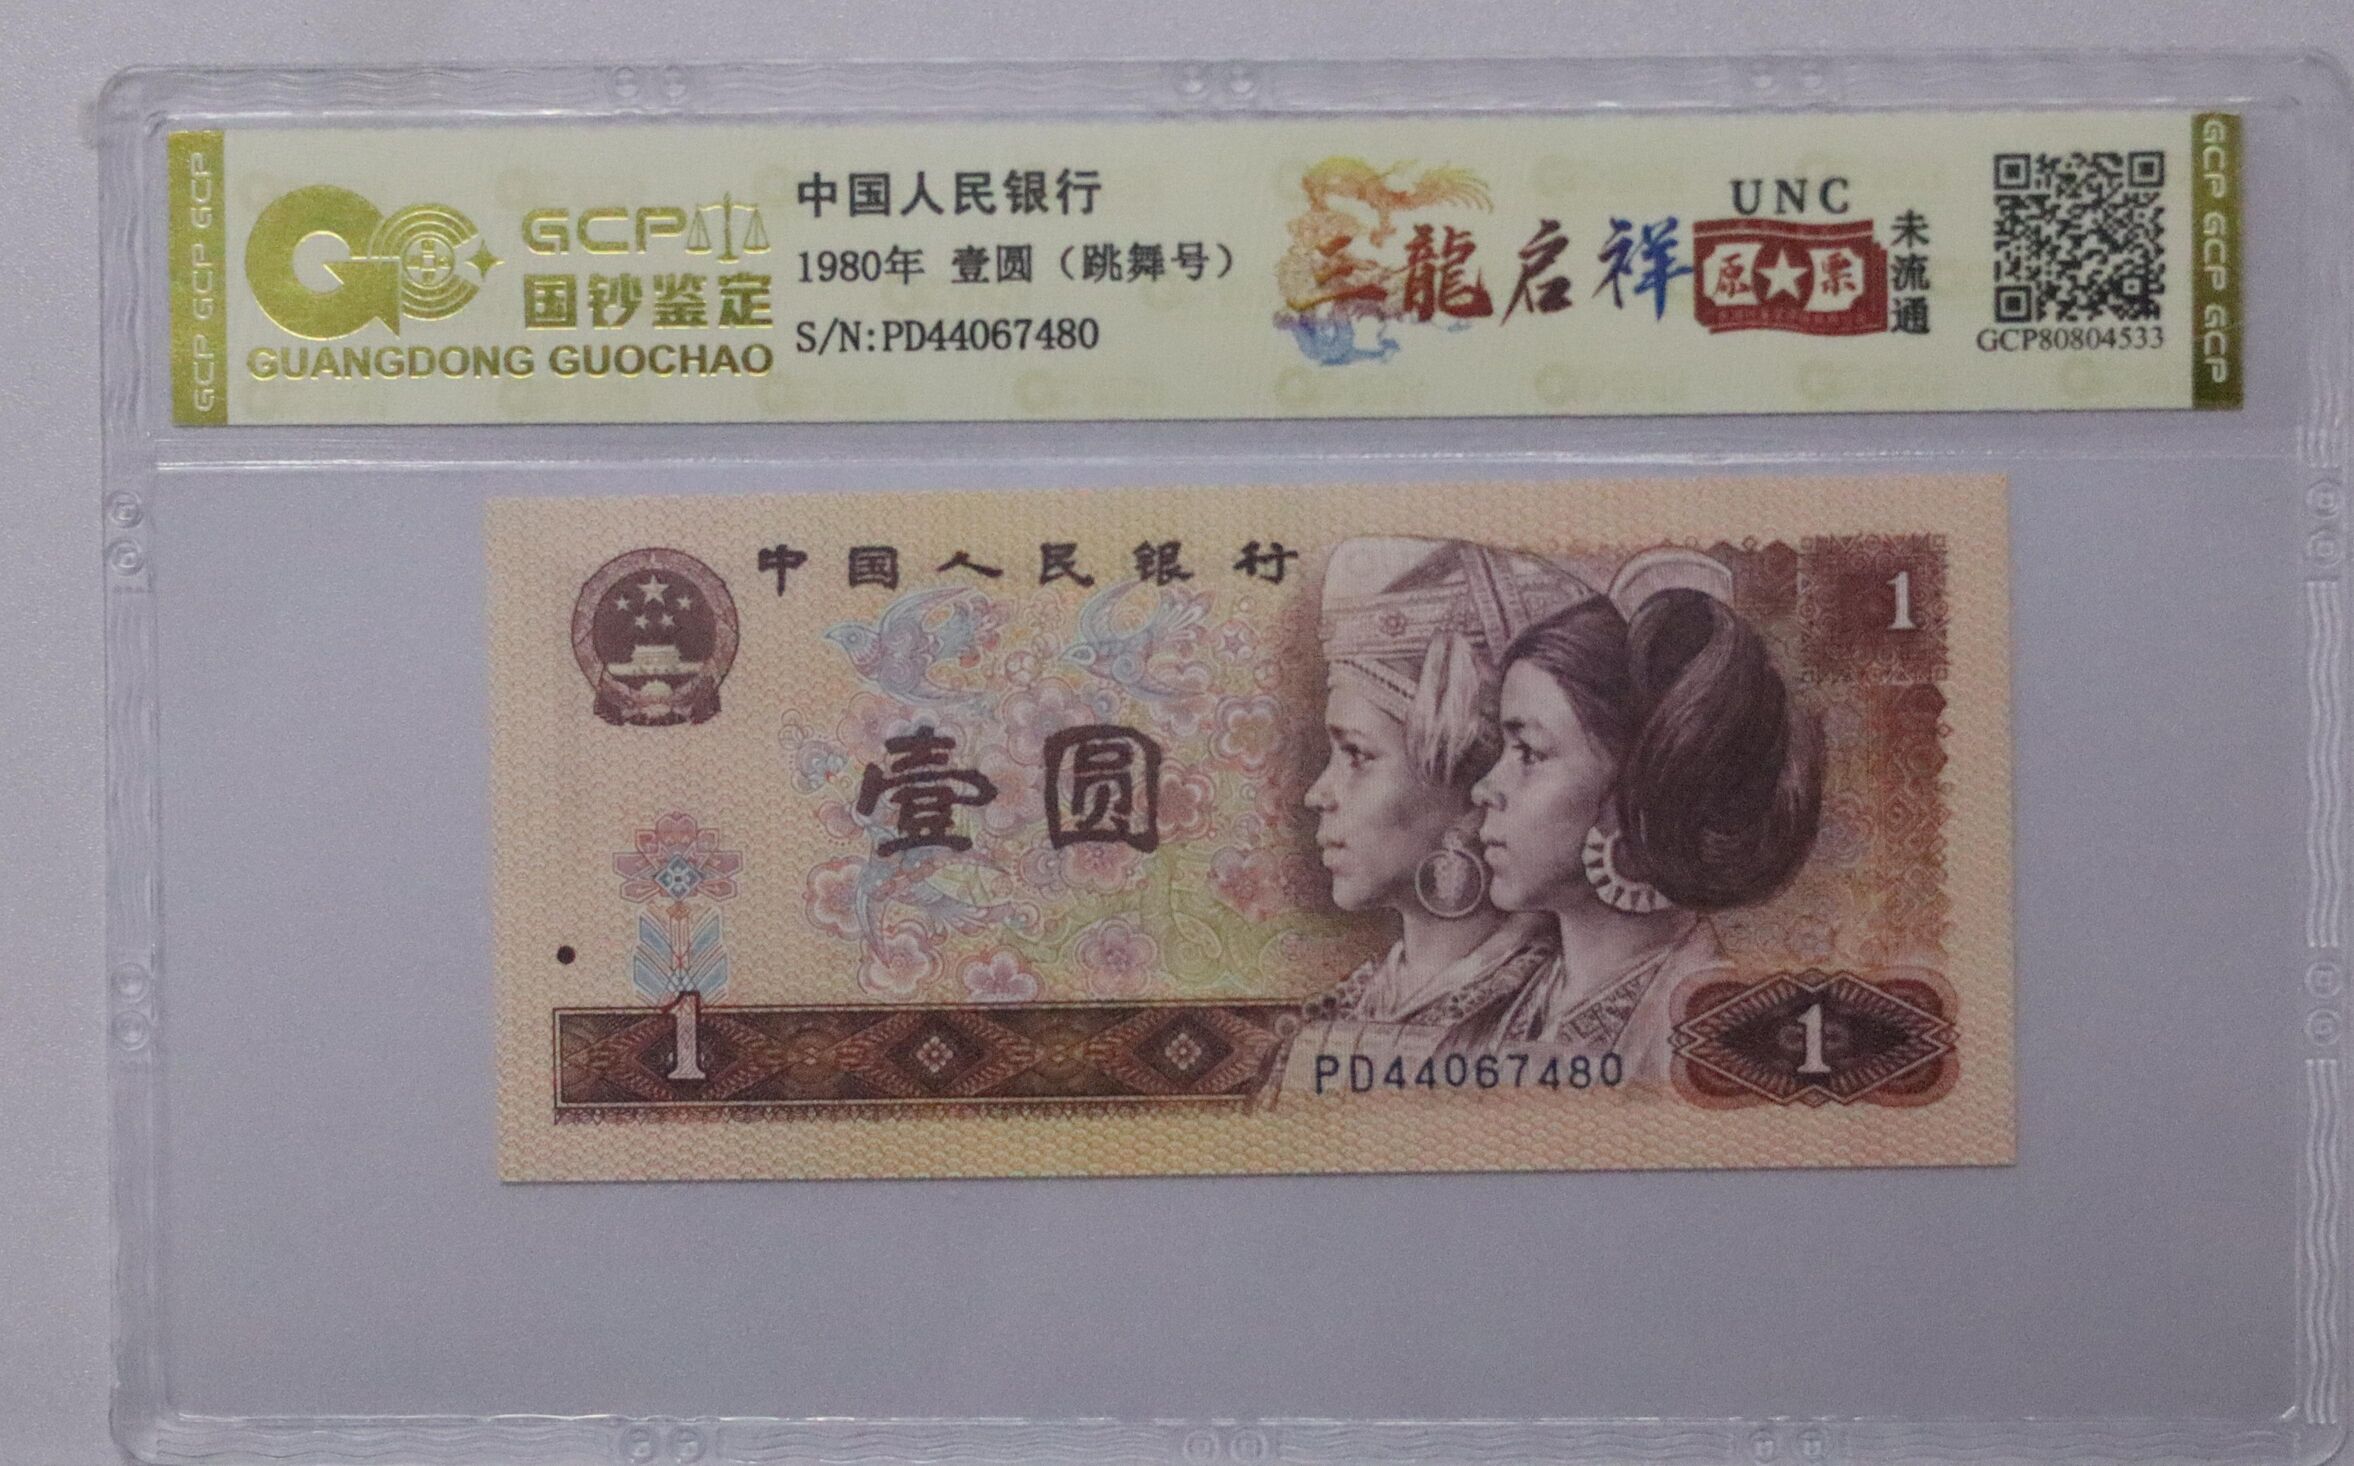 GCP GCP GCP
GCP
国钞鉴定
GUANGDONG GUOCHAO
中国人民银行
1980年 壹圆（跳舞号）
S/N:PD44067480
三龍启祥
UNC
原★票
未流通
GCP80804533
GCP GCP GCP
中国人民银行
1
壹圆
1
PD44067480
1